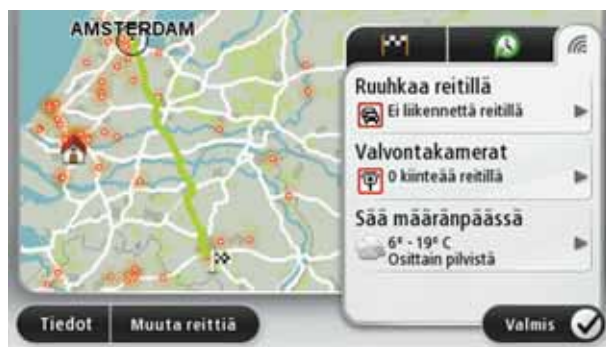 AMSTERDAM
Ruuhkaa reitillä
Ei liikennettä reitillä
Valvontakamerat
0 kiinteää reitillä
Sää määränpäässä
6° - 19° C
Osittain pilvistä
Tiedot
Muuta reittiä
Valmis